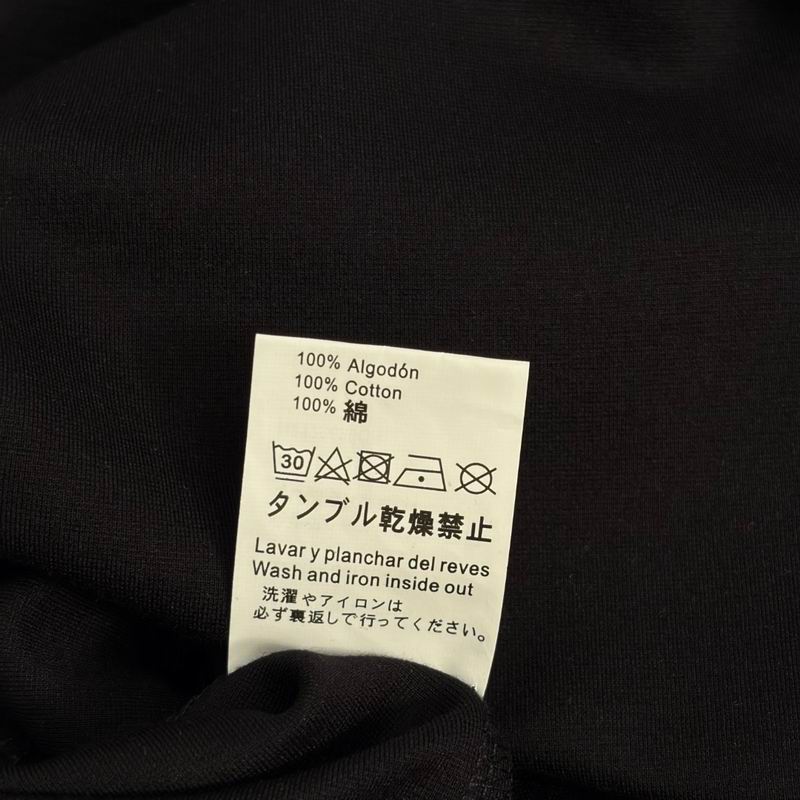 100% Algodón
100% Cotton
100% 綿
30
タンブル乾燥禁止
Lavar y planchar del reves
Wash and iron inside out
洗濯やアイロンは
必ず裏返しで行ってください。